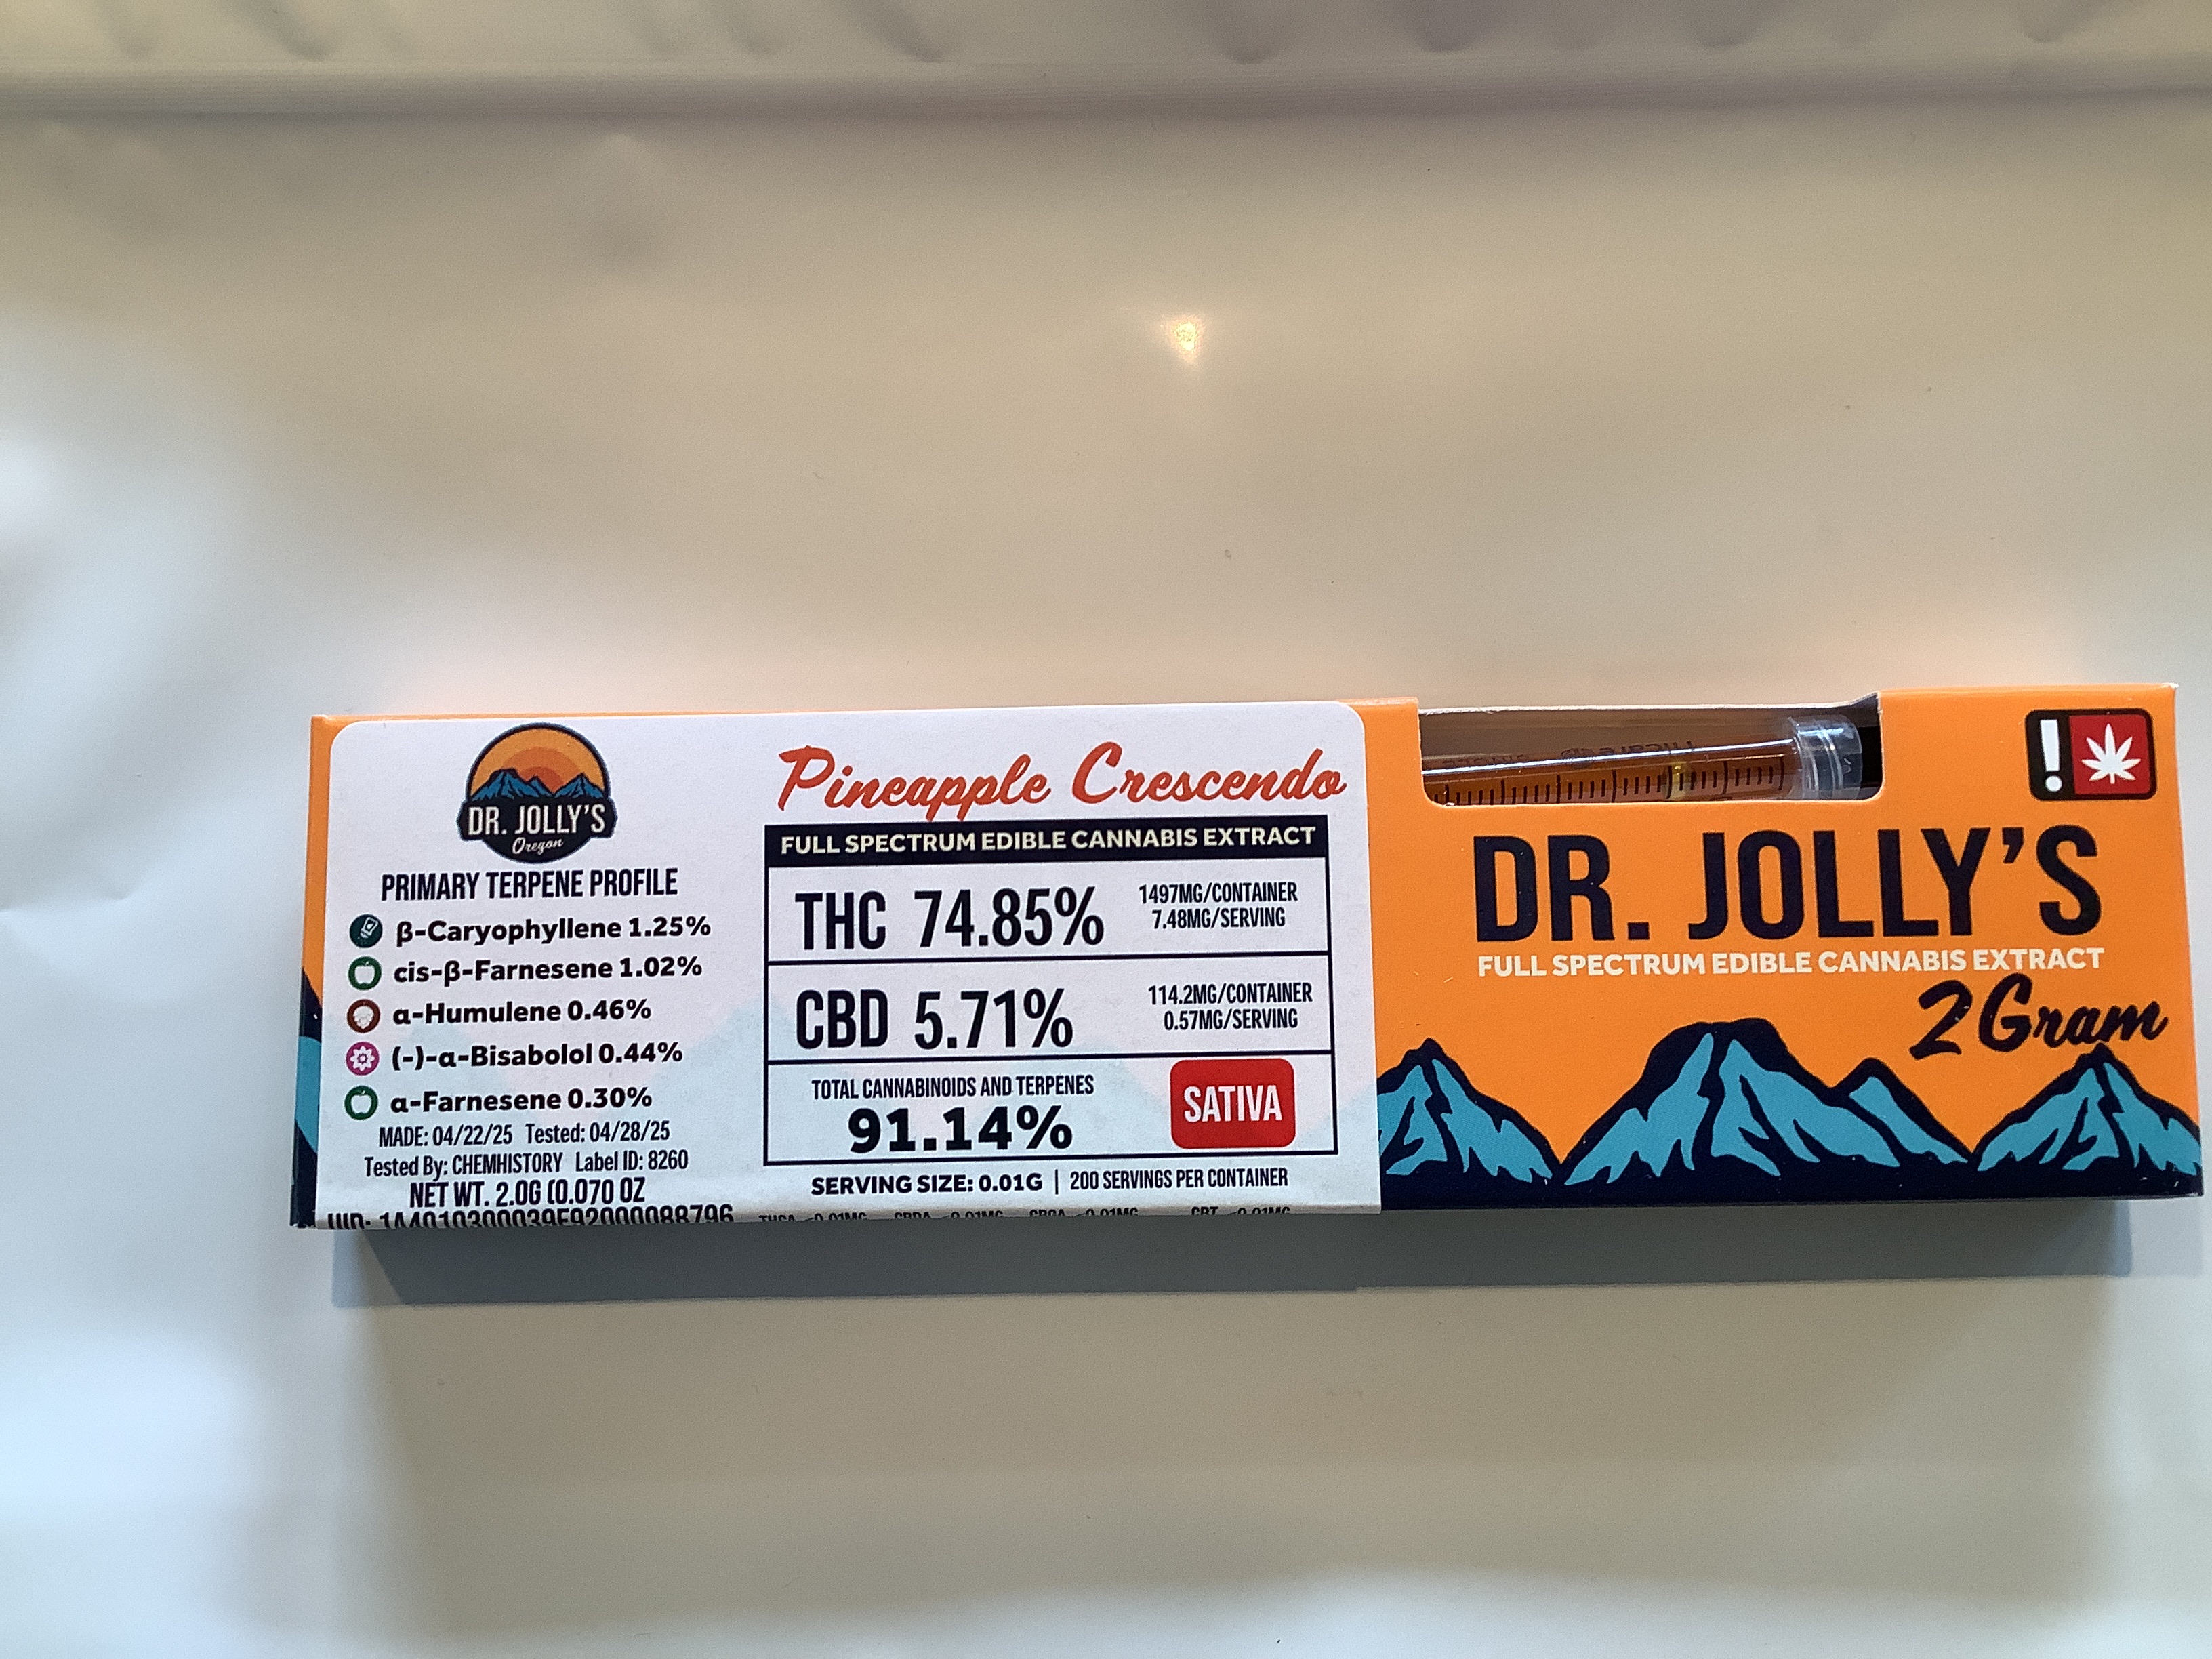 DR. JOLLY'S
Oregon
PRIMARY TERPENE PROFILE
β-Caryophyllene 1.25%
cis-β-Farnesene 1.02%
α-Humulene 0.46%
(-)-α-Bisabolol 0.44%
α-Farnesene 0.30%
MADE: 04/22/25 Tested: 04/28/25
Tested By: CHEMHISTORY Label ID: 8260
NET WT. 2.0G (0.070 OZ
UID: 1A4010300039F92000088796
Pineapple Crescendo
FULL SPECTRUM EDIBLE CANNABIS EXTRACT
THC 74.85% 1497MG/CONTAINER
7.48MG/SERVING
CBD 5.71% 114.2MG/CONTAINER
0.57MG/SERVING
TOTAL CANNABINOIDS AND TERPENES
91.14%
SATIVA
SERVING SIZE: 0.01G | 200 SERVINGS PER CONTAINER
!
DR. JOLLY'S
FULL SPECTRUM EDIBLE CANNABIS EXTRACT
2 Gram